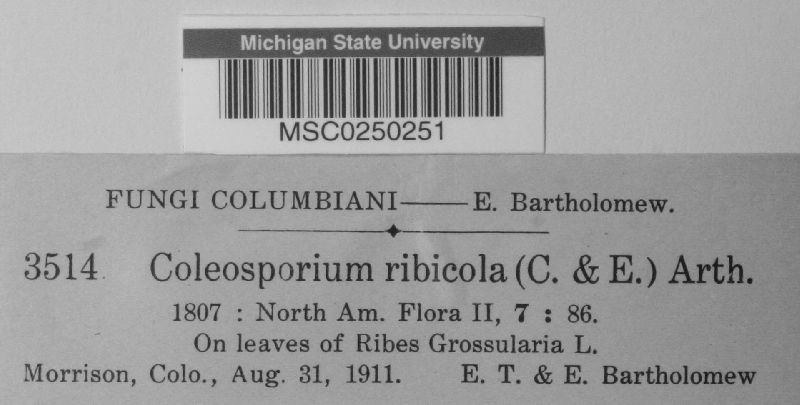 Michigan State University
MSC0250251
FUNGI COLUMBIANI——E. Bartholomew.
3514. Coleosporium ribicola (C. & E.) Arth.
1807 : North Am. Flora II, 7 : 86.
On leaves of Ribes Grossularia L.
Morrison, Colo., Aug. 31, 1911. E. T. & E. Bartholomew